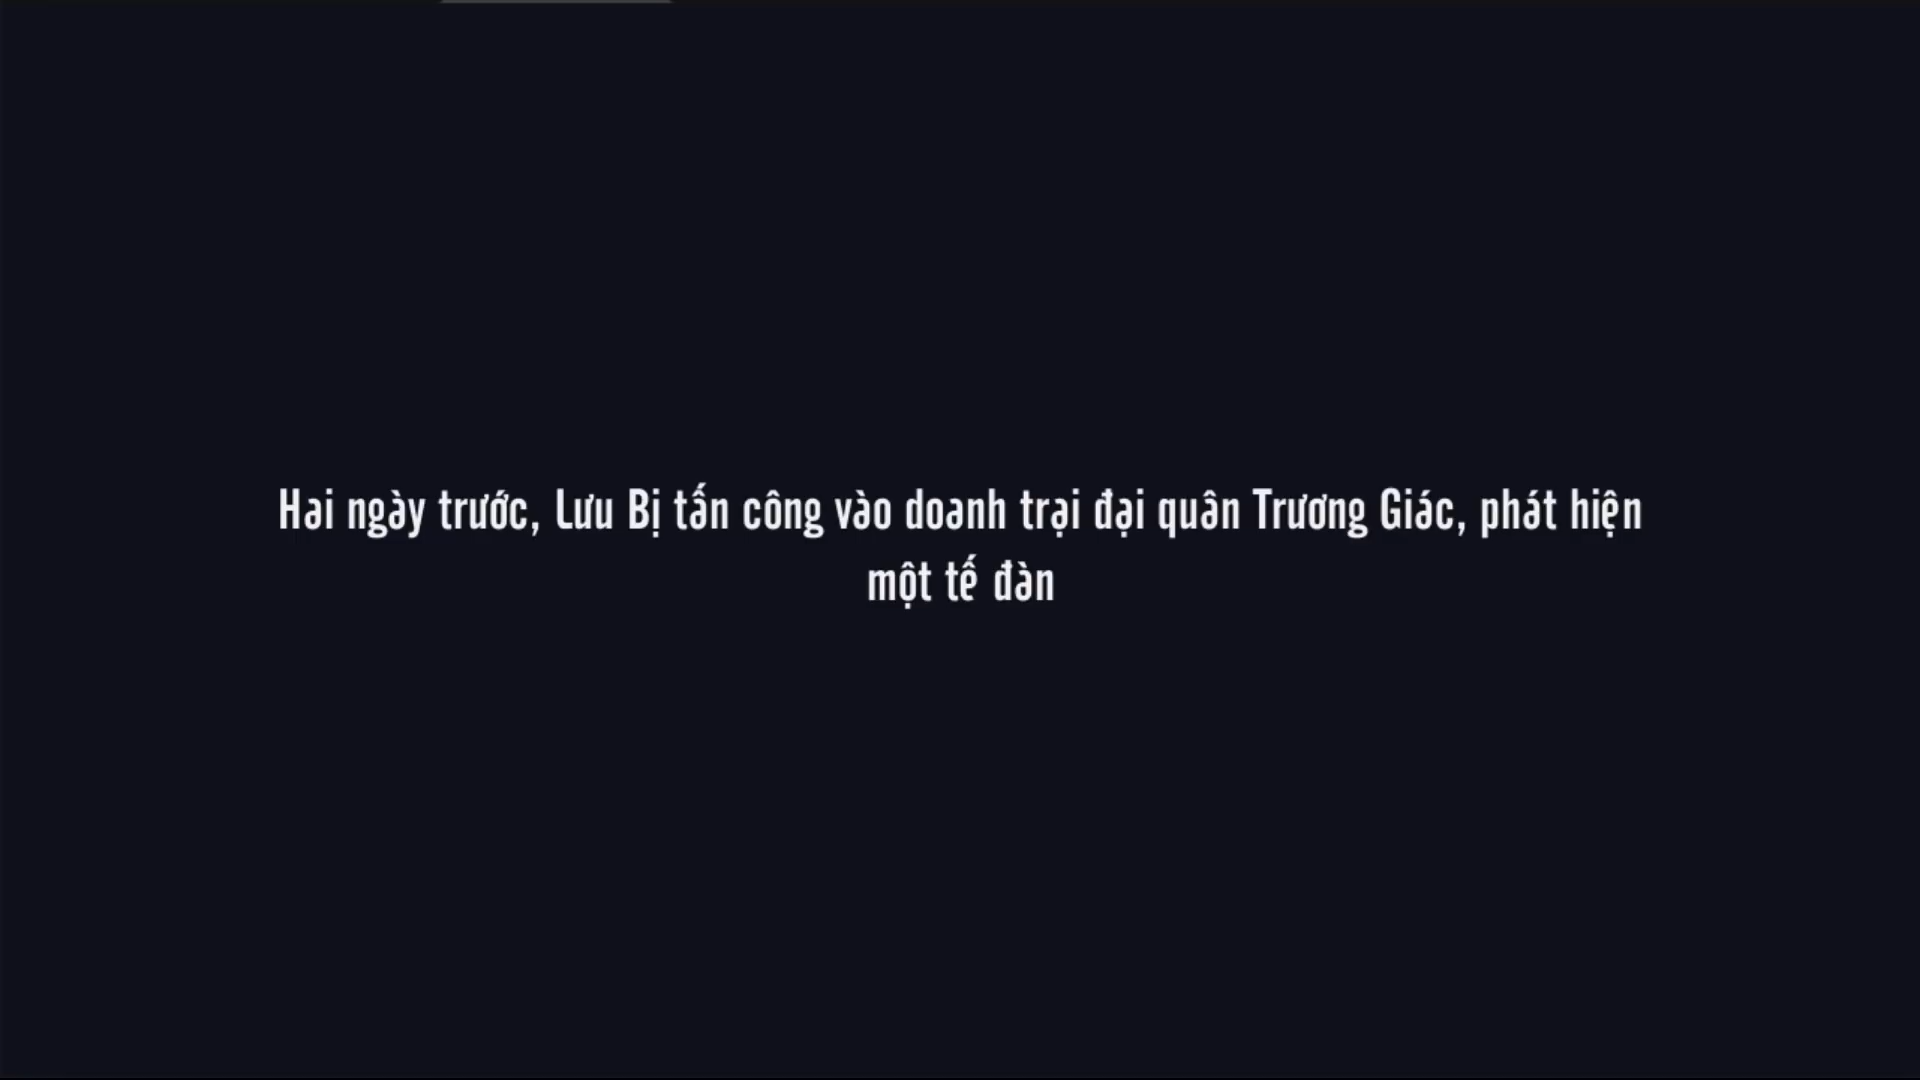 Hai ngày trước, Lưu Bị tấn công vào doanh trại đại quân Trương Giác, phát hiện
một tế đàn